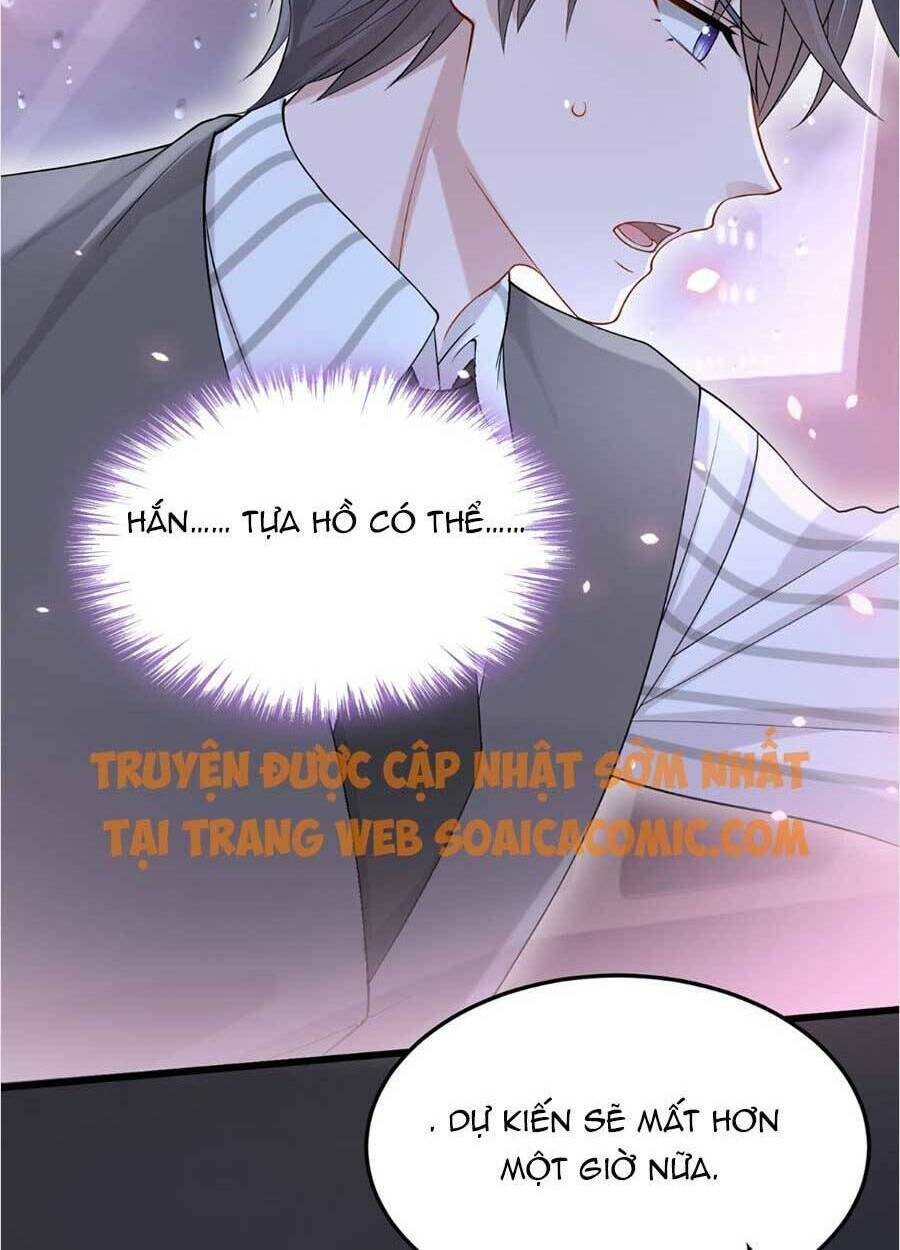 HẮN...... TỰA HỒ CÓ THỂ......
TRUYỆN ĐƯỢC CẬP NHẬT SỚM NHẤT
TẠI TRANG WEB SOAICACOMIC.COM
. DỰ KIẾN SẼ MẤT HƠN
MỘT GIỜ NỮA.